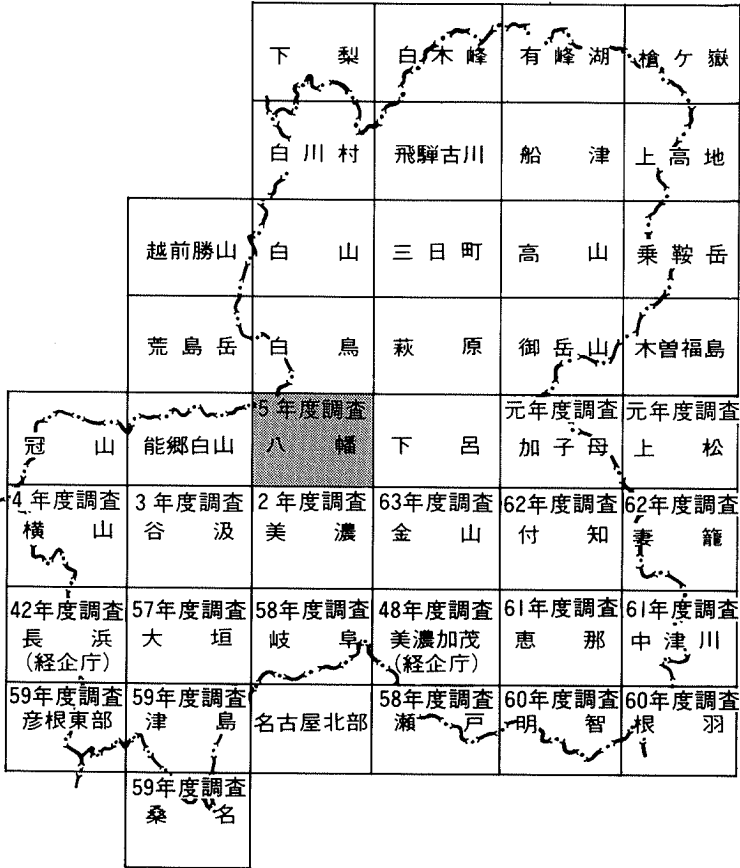 下梨 白木峰 有峰湖 槍ケ嶽
白川村 飛騨古川 船津 上高地
越前勝山 白山 三日町 高山 乗鞍岳
荒島岳 白鳥 萩原 御岳山 木曽福島
5年度調査 元年度調査 元年度調査
冠山 能郷白山 八幡 下呂 加子母 上松
4年度調査 3年度調査 2年度調査 63年度調査 62年度調査 62年度調査
横山 谷汲 美濃 金山 付知 妻籠
42年度調査 57年度調査 58年度調査 48年度調査 61年度調査 61年度調査
長浜 大垣 岐阜 美濃加茂 恵那 中津川
(経企庁) (経企庁)
59年度調査 59年度調査 58年度調査 60年度調査 60年度調査
彦根東部 津島 名古屋北部 瀬戸 明智 根羽
59年度調査
桑名